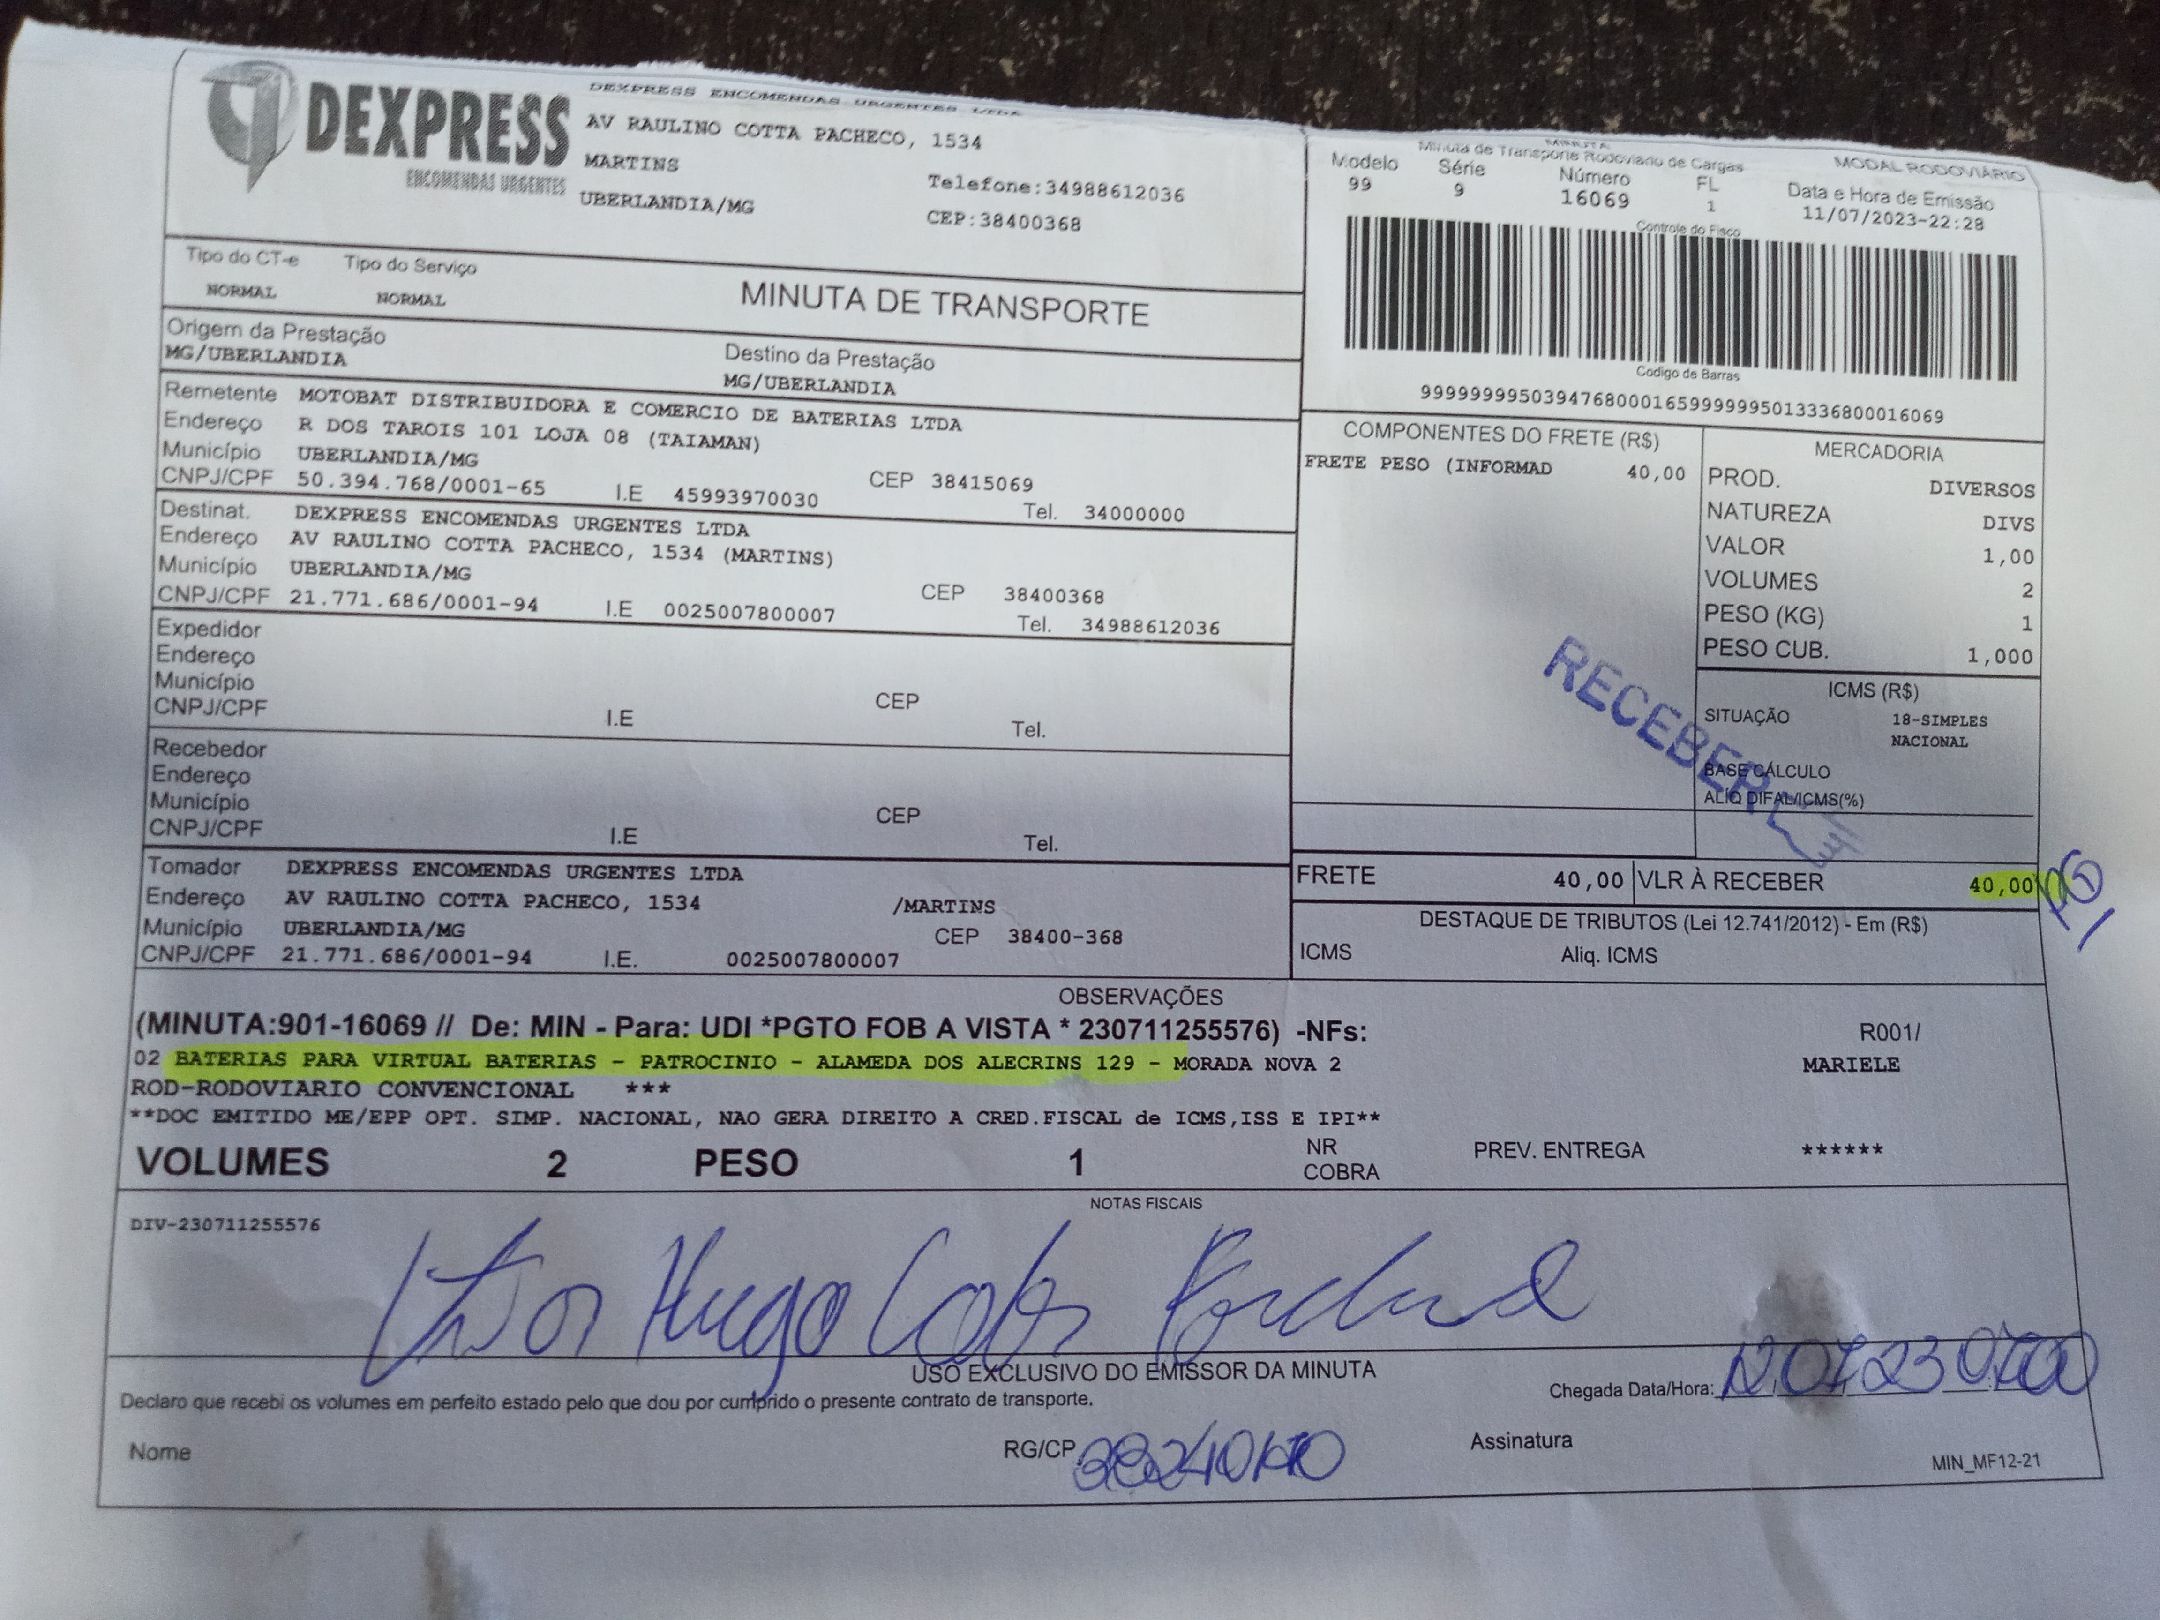 DEXPRESS
ENCOMENDAS URGENTES
DEXPRESS ENCOMENDAS URGENTES LTDA
AV RAULINO COTTA PACHECO, 1534
MARTINS
Telefone:34988612036
UBERLANDIA/MG
CEP:38400368
MINUTA
Minuta de Transporte Rodoviario de Cargas
MODAL RODOVIÁRIO
Modelo Série Número FL Data e Hora de Emissão
99 9 16069 1 11/07/2023-22:28
Controle do Fisco
Codigo de Barras
99999999503947680001659999999501333680001 6069
Tipo do CT-e Tipo do Serviço
NORMAL NORMAL
MINUTA DE TRANSPORTE
Origem da Prestação Destino da Prestação
MG/UBERLANDIA MG/UBERLANDIA
Remetente MOTOBAT DISTRIBUIDORA E COMERCIO DE BATERIAS LTDA
Endereço R DOS TAROIS 101 LOJA 08 (TAIAMAN)
Município UBERLANDIA/MG CEP 38415069
CNPJ/CPF 50.394.768/0001-65 I.E 45993970030 Tel. 34000000
Destinat. DEXPRESS ENCOMENDAS URGENTES LTDA
Endereço AV RAULINO COTTA PACHECO, 1534 (MARTINS)
Município UBERLANDIA/MG CEP 38400368
CNPJ/CPF 21.771.686/0001-94 I.E 0025007800007 Tel. 34988612036
Expedidor
Endereço
Município CEP
CNPJ/CPF I.E Tel.
Recebedor
Endereço
Município CEP
CNPJ/CPF I.E Tel.
Tomador DEXPRESS ENCOMENDAS URGENTES LTDA
Endereço AV RAULINO COTTA PACHECO, 1534 /MARTINS
Município UBERLANDIA/MG CEP 38400-368
CNPJ/CPF 21.771.686/0001-94 I.E. 0025007800007
COMPONENTES DO FRETE (R$)
FRETE PESO (INFORMAD 40,00
MERCADORIA
PROD. DIVERSOS
NATUREZA DIVS
VALOR 1,00
VOLUMES 2
PESO (KG) 1
PESO CUB. 1,000
ICMS (R$)
SITUAÇÃO 18-SIMPLES
NACIONAL
BASE CÁLCULO
ALÍQ DIFAL/ICMS(%)
RECEBER
FRETE 40,00 VLR À RECEBER 40,00
DESTAQUE DE TRIBUTOS (Lei 12.741/2012) - Em (R$)
ICMS Aliq. ICMS
OBSERVAÇÕES
(MINUTA:901-16069 // De: MIN - Para: UDI *PGTO FOB A VISTA * 230711255576) -NFs: R001/
02 BATERIAS PARA VIRTUAL BATERIAS - PATROCINIO - ALAMEDA DOS ALECRINS 129 - MORADA NOVA 2 MARIELE
ROD-RODOVIARIO CONVENCIONAL ***
**DOC EMITIDO ME/EPP OPT. SIMP. NACIONAL, NAO GERA DIREITO A CRED.FISCAL de ICMS,ISS E IPI**
VOLUMES 2 PESO 1 NR COBRA PREV. ENTREGA ******
NOTAS FISCAIS
DIV-230711255576
Hugo
USO EXCLUSIVO DO EMISSOR DA MINUTA
Declaro que recebi os volumes em perfeito estado pelo que dou por cumprido o presente contrato de transporte.
Chegada Data/Hora:
Nome RG/CP Assinatura
MIN_MF12-21